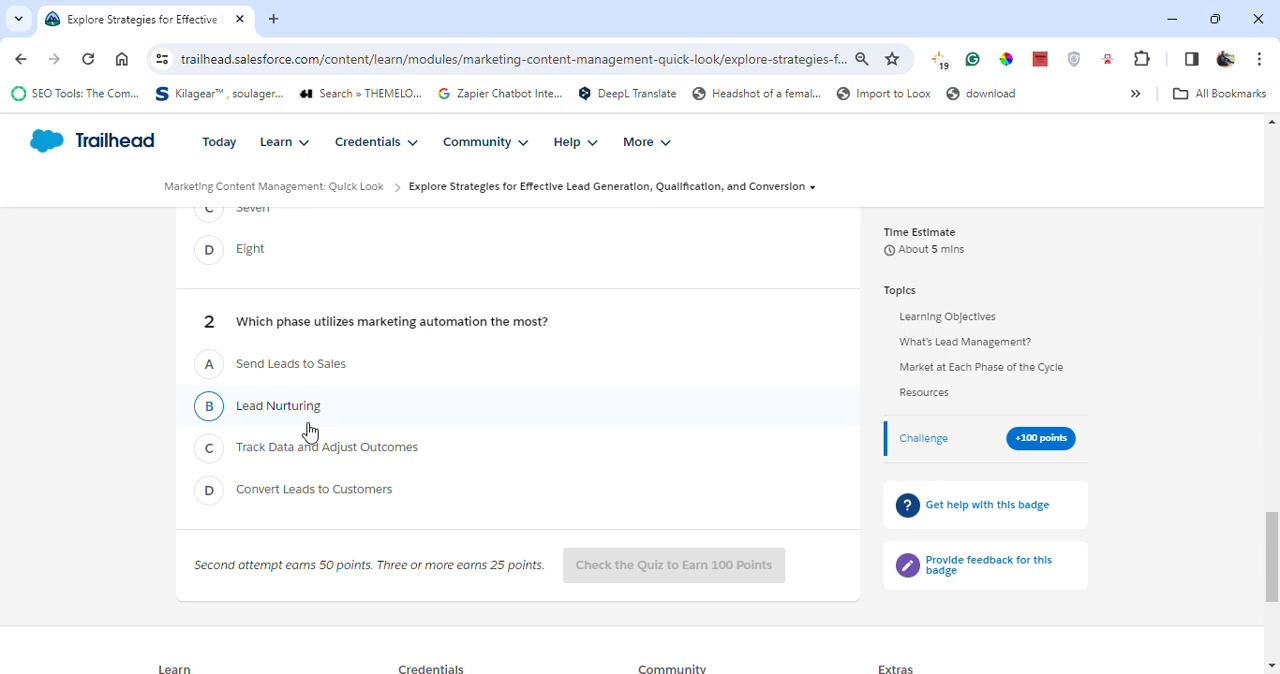 Explore Strategies for Effective
trailhead.salesforce.com/content/learn/modules/marketing-content-management-quick-look/explore-strategies-f...
19
SEO Tools: The Com...
Kilagear™ , soulager...
Search » THEMELO...
Zapier Chatbot Inte...
DeepL Translate
Headshot of a femal...
Import to Loox
download
»
All Bookmarks
Trailhead
Today
Learn
Credentials
Community
Help
More
Marketing Content Management: Quick Look > Explore Strategies for Effective Lead Generation, Qualification, and Conversion
C Seven
D Eight
2 Which phase utilizes marketing automation the most?
A Send Leads to Sales
B Lead Nurturing
C Track Data and Adjust Outcomes
D Convert Leads to Customers
Second attempt earns 50 points. Three or more earns 25 points.
Check the Quiz to Earn 100 Points
Time Estimate
About 5 mins
Topics
Learning Objectives
What's Lead Management?
Market at Each Phase of the Cycle
Resources
Challenge
+100 points
? Get help with this badge
Provide feedback for this
badge
Learn
Credentials
Community
Extras